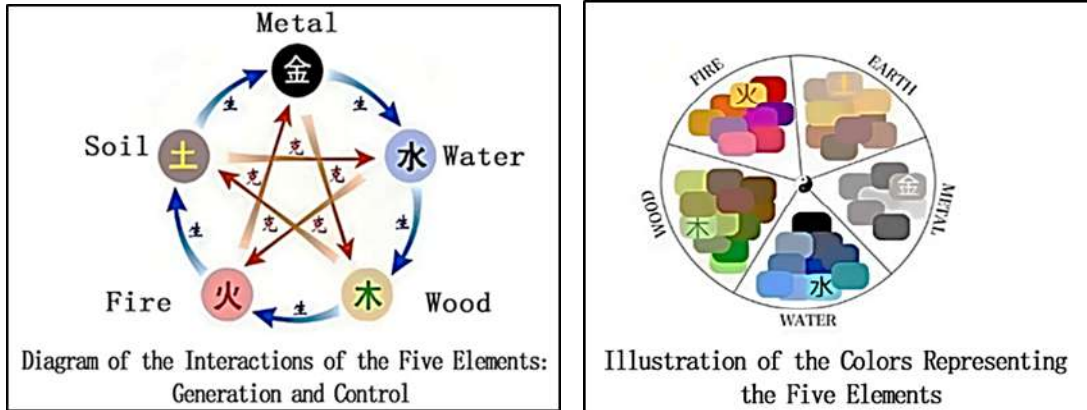 Metal
金
生
生
Soil
土
克
水
Water
克
克
生
克
克
生
Fire
火
生
木
Wood
Diagram of the Interactions of the Five Elements:
Generation and Control
FIRE
EARTH
火
土
WOOD
木
金
METAL
水
WATER
Illustration of the Colors Representing
the Five Elements